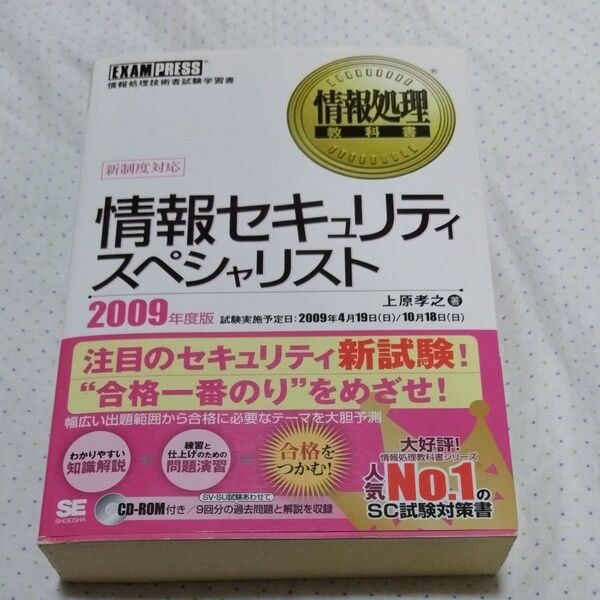 EXAMPRESS®
情報処理技術者試験学習書
情報処理®
教科書
新制度対応
情報セキュリティ
スペシャリスト
上原孝之 著
2009年度版 試験実施予定日：2009年4月19日(日)/10月18日(日)
注目のセキュリティ新試験！
“合格一番のり”をめざせ！
幅広い出題範囲から合格に必要なテーマを大胆予測
わかりやすい
知識解説
+
練習と
仕上げのための
問題演習
=
合格を
つかむ！
大好評！
情報処理教科書シリーズ
人気No.1の
SC試験対策書
SE
SHOEISHA
SV・SU試験あわせて
CD-ROM付き／9回分の過去問題と解説を収録